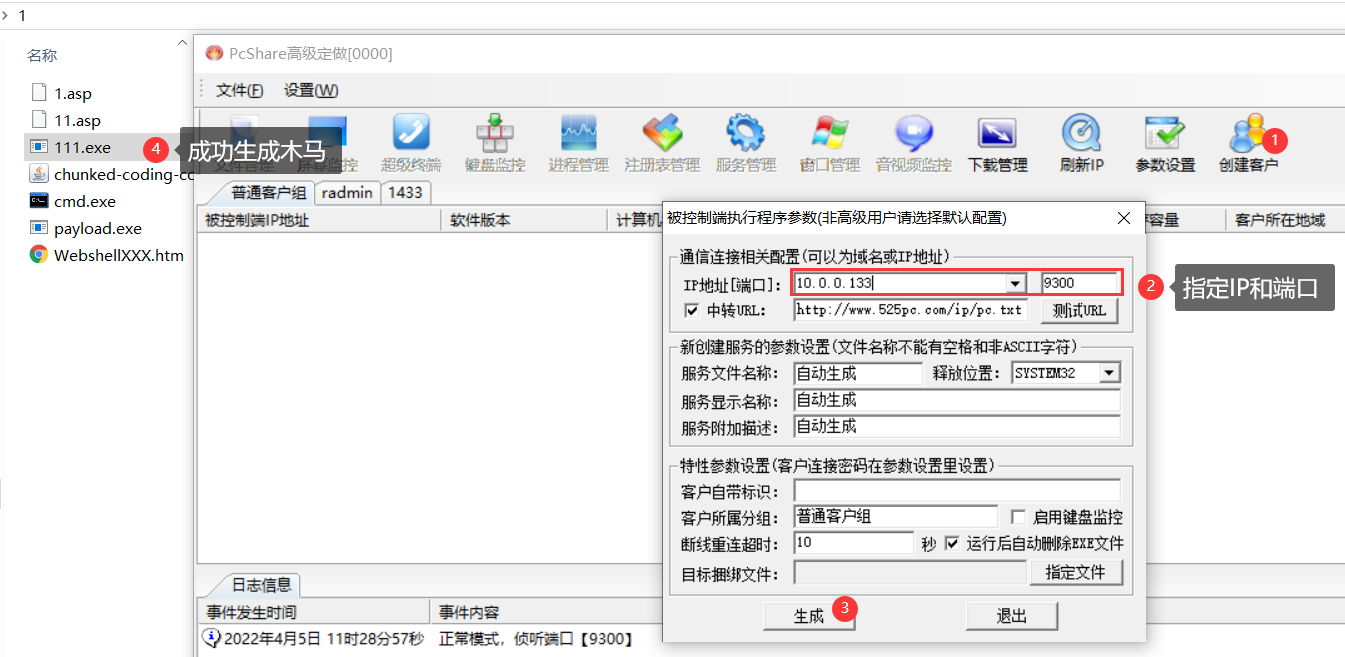 1
名称
1.asp
11.asp
111.exe
chunked-coding-cc
cmd.exe
payload.exe
WebshellXXX.htm
4
成功生成木马
PcShare高级定做[0000]
文件(F) 设置(W)
超级终端 键盘监控 进程管理 注册表管理 服务管理 窗口管理 音视频监控 下载管理 刷新IP 参数设置 创建客户
1
普通客户组 radmin 1433
被控制端IP地址 软件版本 计算机 容量 客户所在地域
被控制端执行程序参数(非高级用户请选择默认配置)
通信连接相关配置(可以为域名或IP地址)
IP地址[端口]: 10.0.0.133 9300
2
指定IP和端口
中转URL: http://www.525pc.com/ip/pc.txt 测试URL
新创建服务的参数设置(文件名称不能有空格和非ASCII字符)
服务文件名称: 自动生成 释放位置: SYSTEM32
服务显示名称: 自动生成
服务附加描述: 自动生成
特性参数设置(客户连接密码在参数设置里设置)
客户自带标识:
客户所属分组: 普通客户组 启用键盘监控
断线重连超时: 10 秒 运行后自动删除EXE文件
目标捆绑文件: 指定文件
生成 3 退出
日志信息
事件发生时间 事件内容
2022年4月5日 11时28分57秒 正常模式，侦听端口【9300】